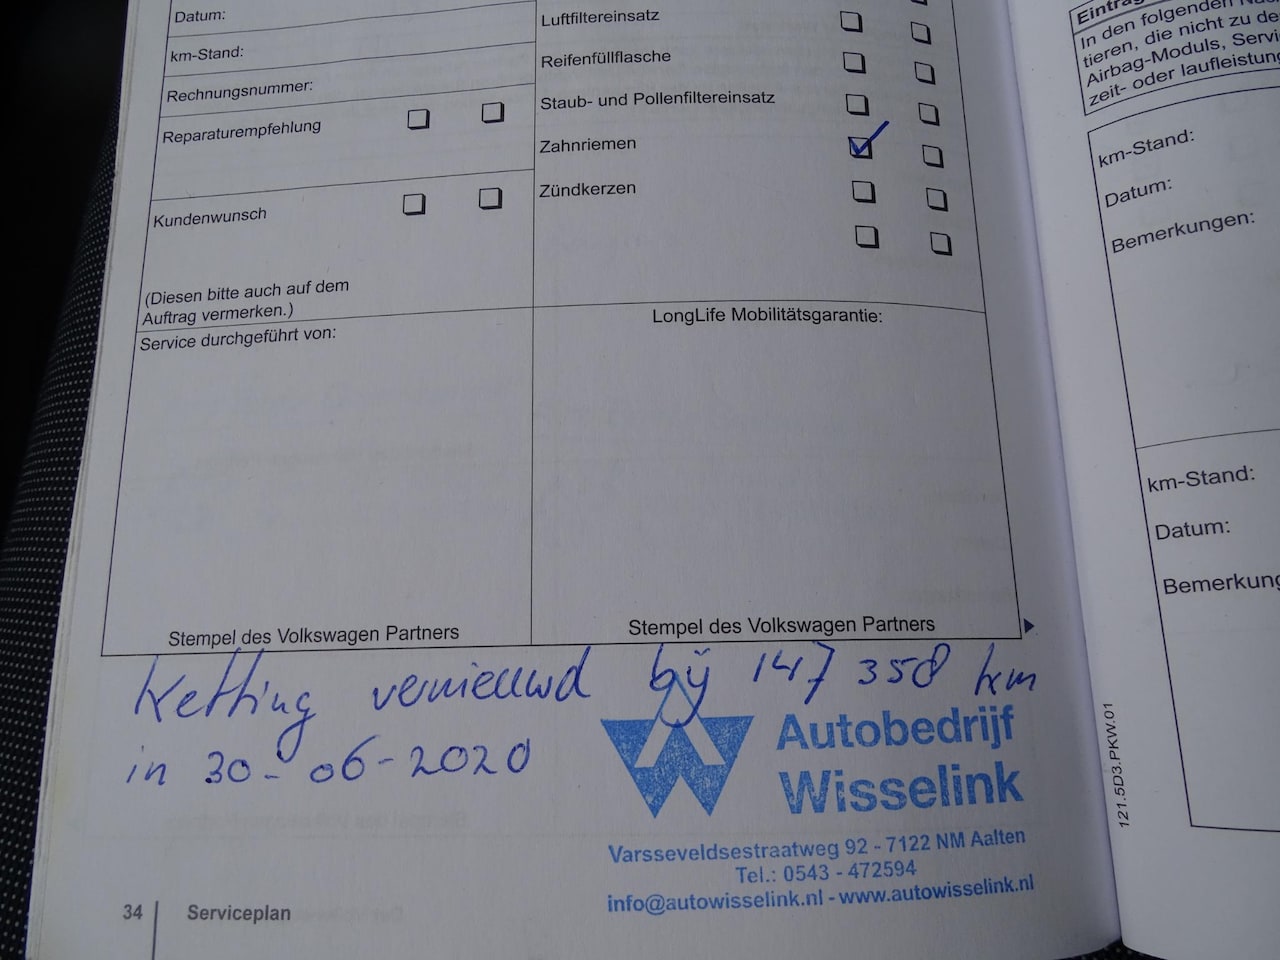 Datum:
km-Stand:
Rechnungsnummer:
Reparaturempfehlung
Kundenwunsch
(Diesen bitte auch auf dem
Auftrag vermerken.)
Service durchgeführt von:
Stempel des Volkswagen Partners
Luftfiltereinsatz
Reifenfüllflasche
Staub- und Pollenfiltereinsatz
Zahnriemen
Zündkerzen
LongLife Mobilitätsgarantie:
Stempel des Volkswagen Partners
Ketting vernieuwd bij 147 358 km
in 30-06-2020
Autobedrijf
Wisselink
Varsseveldsestraatweg 92 - 7122 NM Aalten
Tel.: 0543 - 472594
info@autowisselink.nl - www.autowisselink.nl
34 Serviceplan
121.5D3.PKW.01
In den folgenden
tieren, die nicht zu de
Airbag-Moduls, Servi
zeit- oder laufleistung
km-Stand:
Datum:
Bemerkungen:
km-Stand:
Datum:
Bemerkung